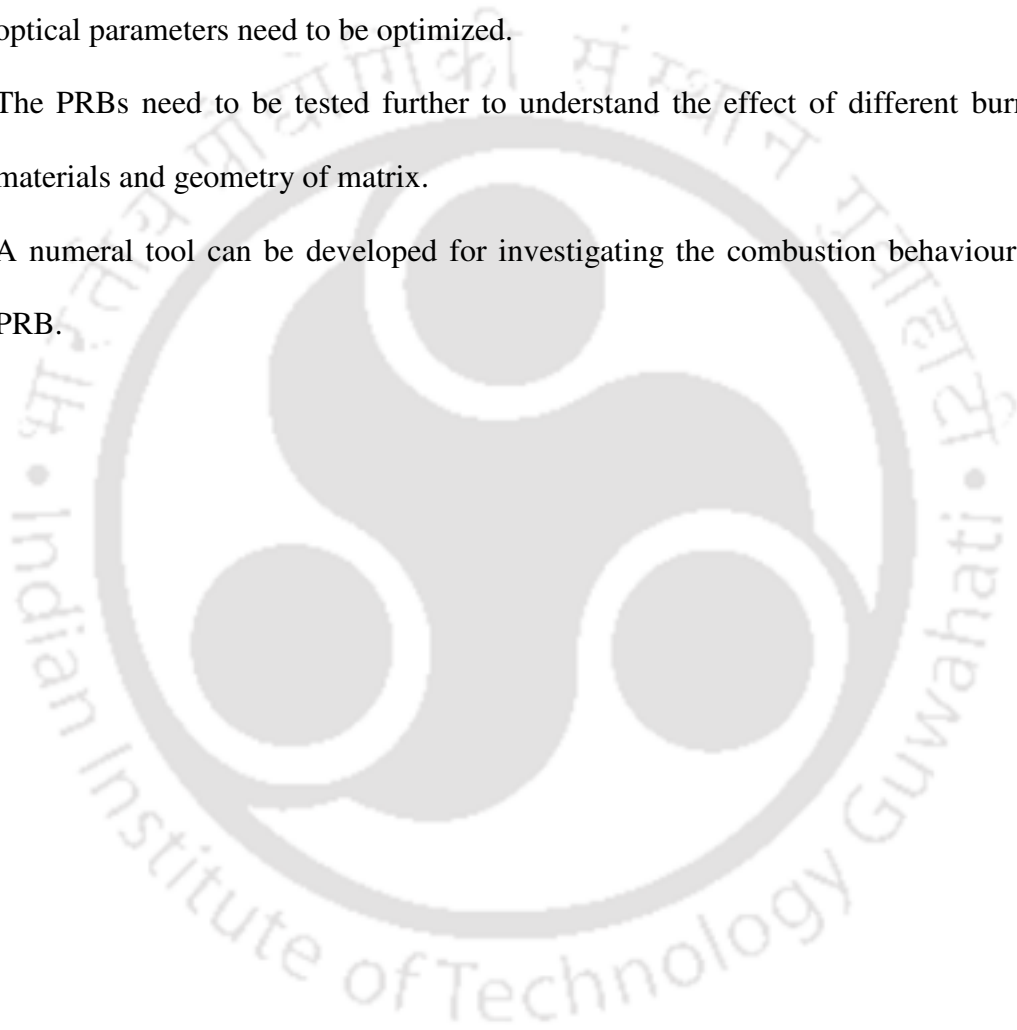 optical parameters need to be optimized.
The PRBs need to be tested further to understand the effect of different
materials and geometry of matrix.
A numeral tool can be developed for investigating the combustion behaviour
PRB.
भारतीय प्रौद्योगिकी संस्थान गुवाहाटी
• Indian Institute of Technology Guwahati •